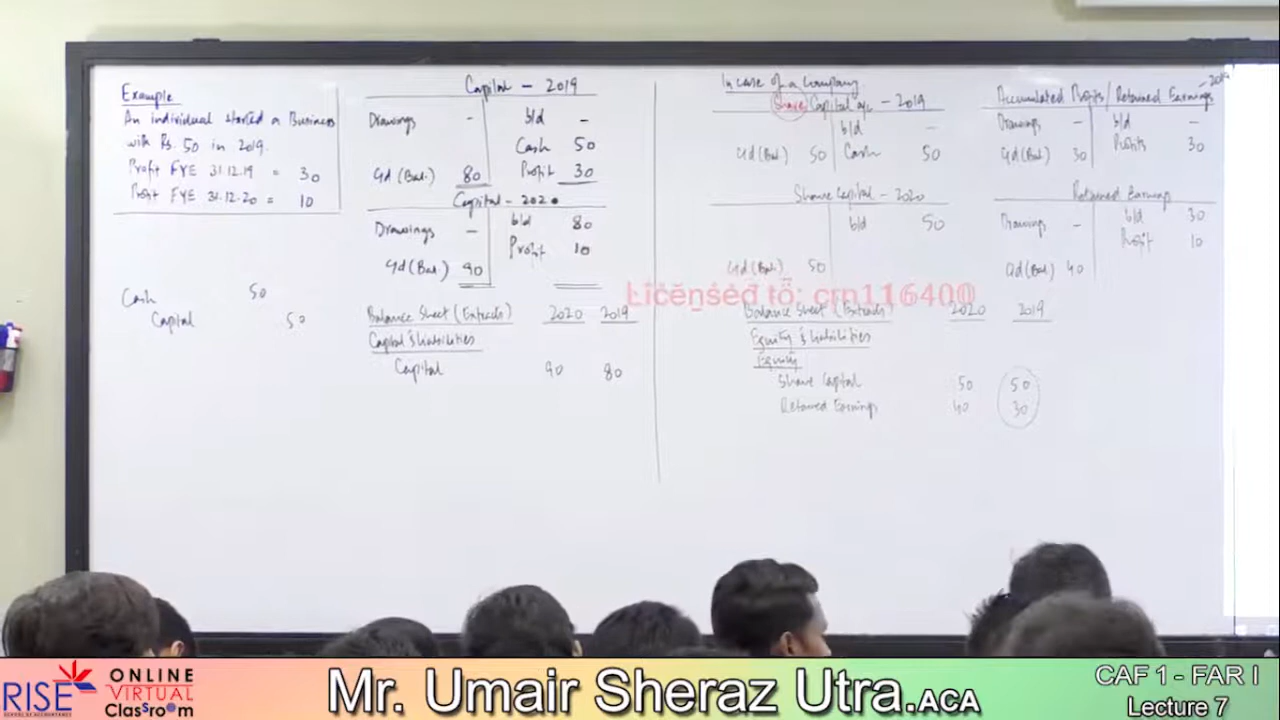 Example
An individual started a Business
with Rs. 50 in 2019.
Profit FYE 31.12.19 = 30
Profit FYE 31.12.20 = 10
Cash 50
Capital 50
Capital - 2019
Drawings - b/d -
Cash 50
c/d (Bal.) 80 Profit 30
Capital - 2020
Drawings - b/d 80
Profit 10
c/d (Bal.) 90
Balance Sheet (Extracts) 2020 2019
Capital & Liabilities
Capital 90 80
In case of a Company
Share Capital a/c - 2019
b/d -
c/d (Bal.) 50 Cash 50
Share Capital - 2020
b/d 50
c/d (Bal.) 50
Accumulated Profits / Retained Earnings - 2019
Drawings - b/d -
c/d (Bal.) 30 Profits 30
Retained Earnings
Drawings - b/d 30
Profit 10
c/d (Bal.) 40
Balance Sheet (Extracts) 2020 2019
Equity & Liabilities
Equity
Share Capital 50 50
Retained Earnings 40 30
Licensed to: crn116400
RISE
SCHOOL OF ACCOUNTANCY
ONLINE
VIRTUAL
Classroom
Mr. Umair Sheraz Utra.ACA
CAF 1 - FAR I
Lecture 7